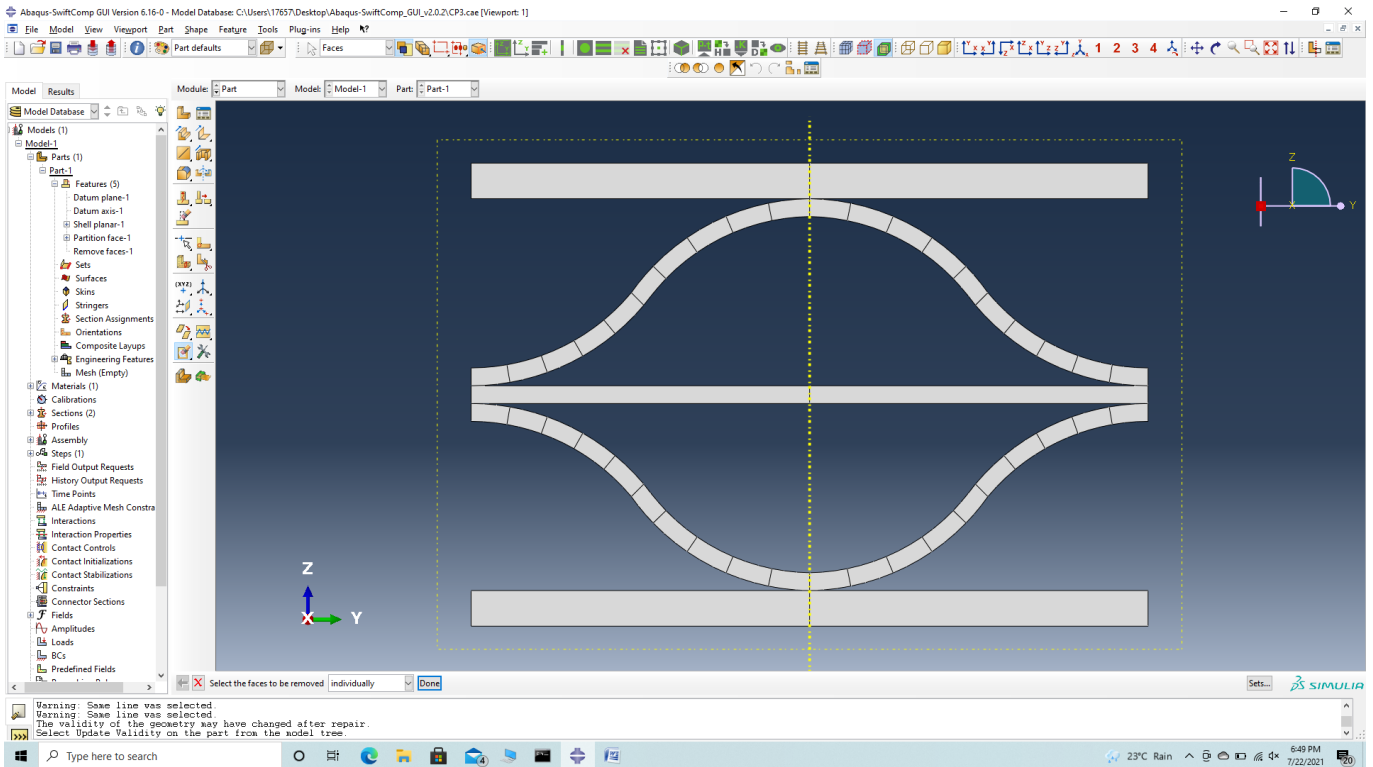 Abaqus-SwiftComp GUI Version 6.16-0 - Model Database: C:\Users\17657\Desktop\Abaqus-SwiftComp_GUI_v2.0.2\CP3.cae [Viewport: 1]
File Model View Viewport Part Shape Feature Tools Plug-ins Help
Part defaults Faces 1 2 3 4
Model Results Module: Part Model: Model-1 Part: Part-1
Model Database
Models (1)
Model-1
Parts (1)
Part-1
Features (5)
Datum plane-1
Datum axis-1
Shell planar-1
Partition face-1
Remove faces-1
Sets
Surfaces
Skins
Stringers
Section Assignments
Orientations
Composite Layups
Engineering Features
Mesh (Empty)
Materials (1)
Calibrations
Sections (2)
Profiles
Assembly
Steps (1)
Field Output Requests
History Output Requests
Time Points
ALE Adaptive Mesh Constra
Interactions
Interaction Properties
Contact Controls
Contact Initializations
Contact Stabilizations
Constraints
Connector Sections
Fields
Amplitudes
Loads
BCs
Predefined Fields
(XYZ)
Z
X Y
Z
X Y
Select the faces to be removed individually Done Sets... SIMULIA
Warning: Same line was selected.
Warning: Same line was selected.
The validity of the geometry may have changed after repair.
Select Update Validity on the part from the model tree.
Type here to search 4 23°C Rain 6:49 PM
7/22/2021 20